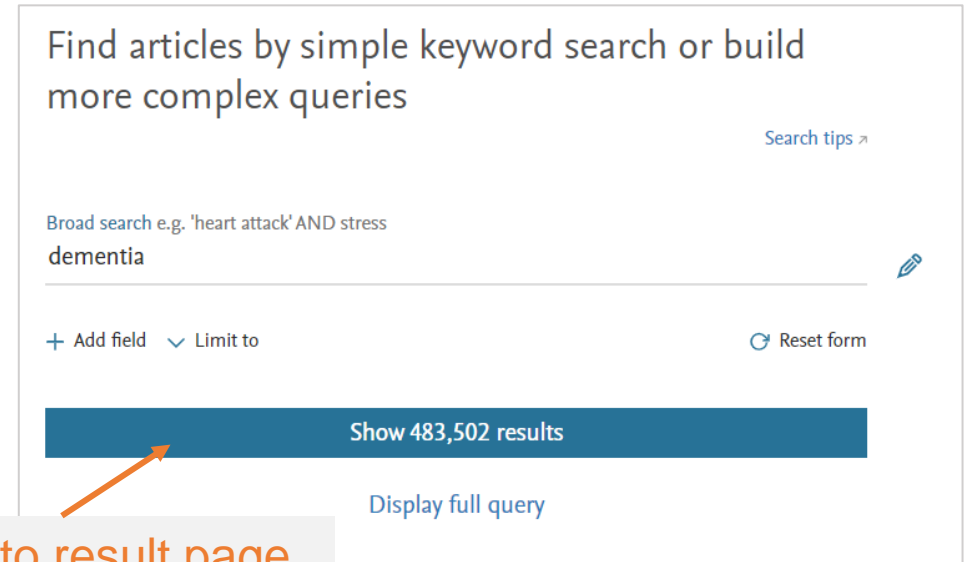 Find articles by simple keyword search or build
more complex queries
Search tips
Broad search e.g. 'heart attack' AND stress
dementia
+ Add field Limit to Reset form
Show 483,502 results
Display full query
to result page